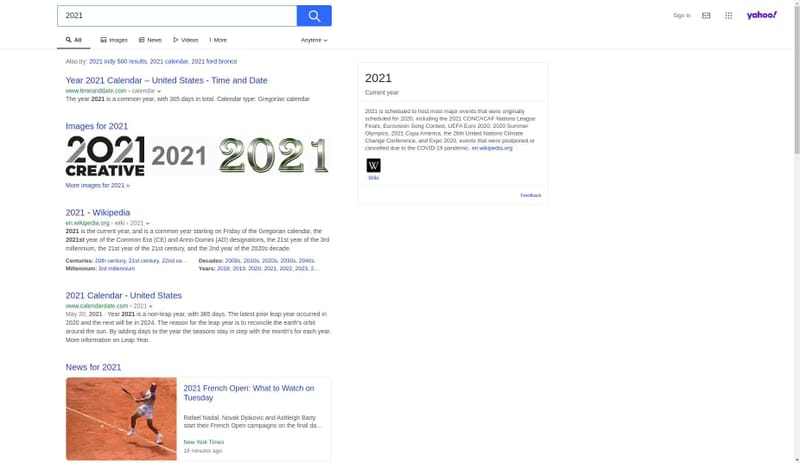 2021
Sign in
yahoo!
All
Images
News
Videos
More
Anytime
Also try: 2021 indy 500 results, 2021 calendar, 2021 ford bronco
Year 2021 Calendar – United States - Time and Date
www.timeanddate.com › calendar
The year 2021 is a common year, with 365 days in total. Calendar type: Gregorian calendar
Images for 2021
2021
CREATIVE
2021
2021
More images for 2021 »
2021 - Wikipedia
en.wikipedia.org › wiki › 2021
2021 is the current year, and is a common year starting on Friday of the Gregorian calendar, the
2021st year of the Common Era (CE) and Anno Domini (AD) designations, the 21st year of the 3rd
millennium, the 21st year of the 21st century, and the 2nd year of the 2020s decade.
Centuries: 20th century, 21st century, 22nd ce...
Decades: 2000s, 2010s, 2020s, 2030s, 2040s.
Millennium: 3rd millennium
Years: 2018, 2019, 2020, 2021, 2022, 2023, 2...
2021 Calendar - United States
www.calendardate.com › 2021
May 20, 2021 · Year 2021 is a non-leap year, with 365 days. The latest prior leap year occurred in
2020 and the next will be in 2024. The reason for the leap year is to reconcile the earth's orbit
around the sun. By adding days to the year the seasons stay in step with the month's for each year.
More information on Leap Year.
News for 2021
2021 French Open: What to Watch on
Tuesday
Rafael Nadal, Novak Djokovic and Ashleigh Barty
start their French Open campaigns on the final da...
New York Times
18 minutes ago
2021
Current year
2021 is scheduled to host most major events that were originally
scheduled for 2020, including the 2021 CONCACAF Nations League
Finals, Eurovision Song Contest, UEFA Euro 2020, 2020 Summer
Olympics, 2021 Copa America, the 26th United Nations Climate
Change Conference, and Expo 2020, events that were postponed or
cancelled due to the COVID-19 pandemic. en.wikipedia.org
W
Wiki
Feedback